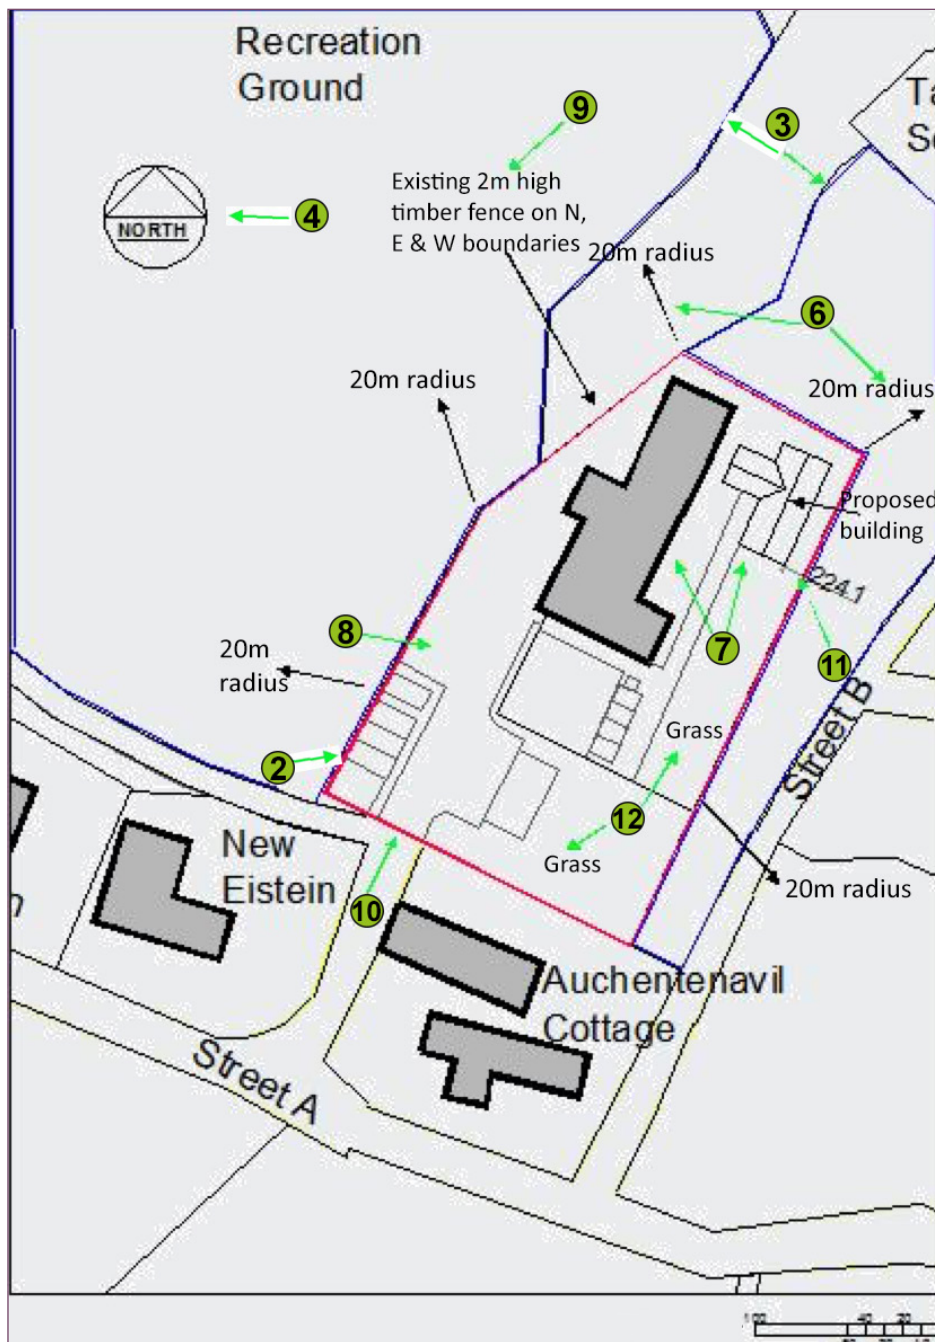 Recreation
Ground
9
3
Existing 2m high
timber fence on N,
E & W boundaries
4
NORTH
20m radius
6
20m radius
20m radius
Proposed
building
224.1
8
7
11
20m
radius
Grass
Street B
2
12
Grass
New
Eistein
20m radius
10
Auchentenavil
Cottage
Street A